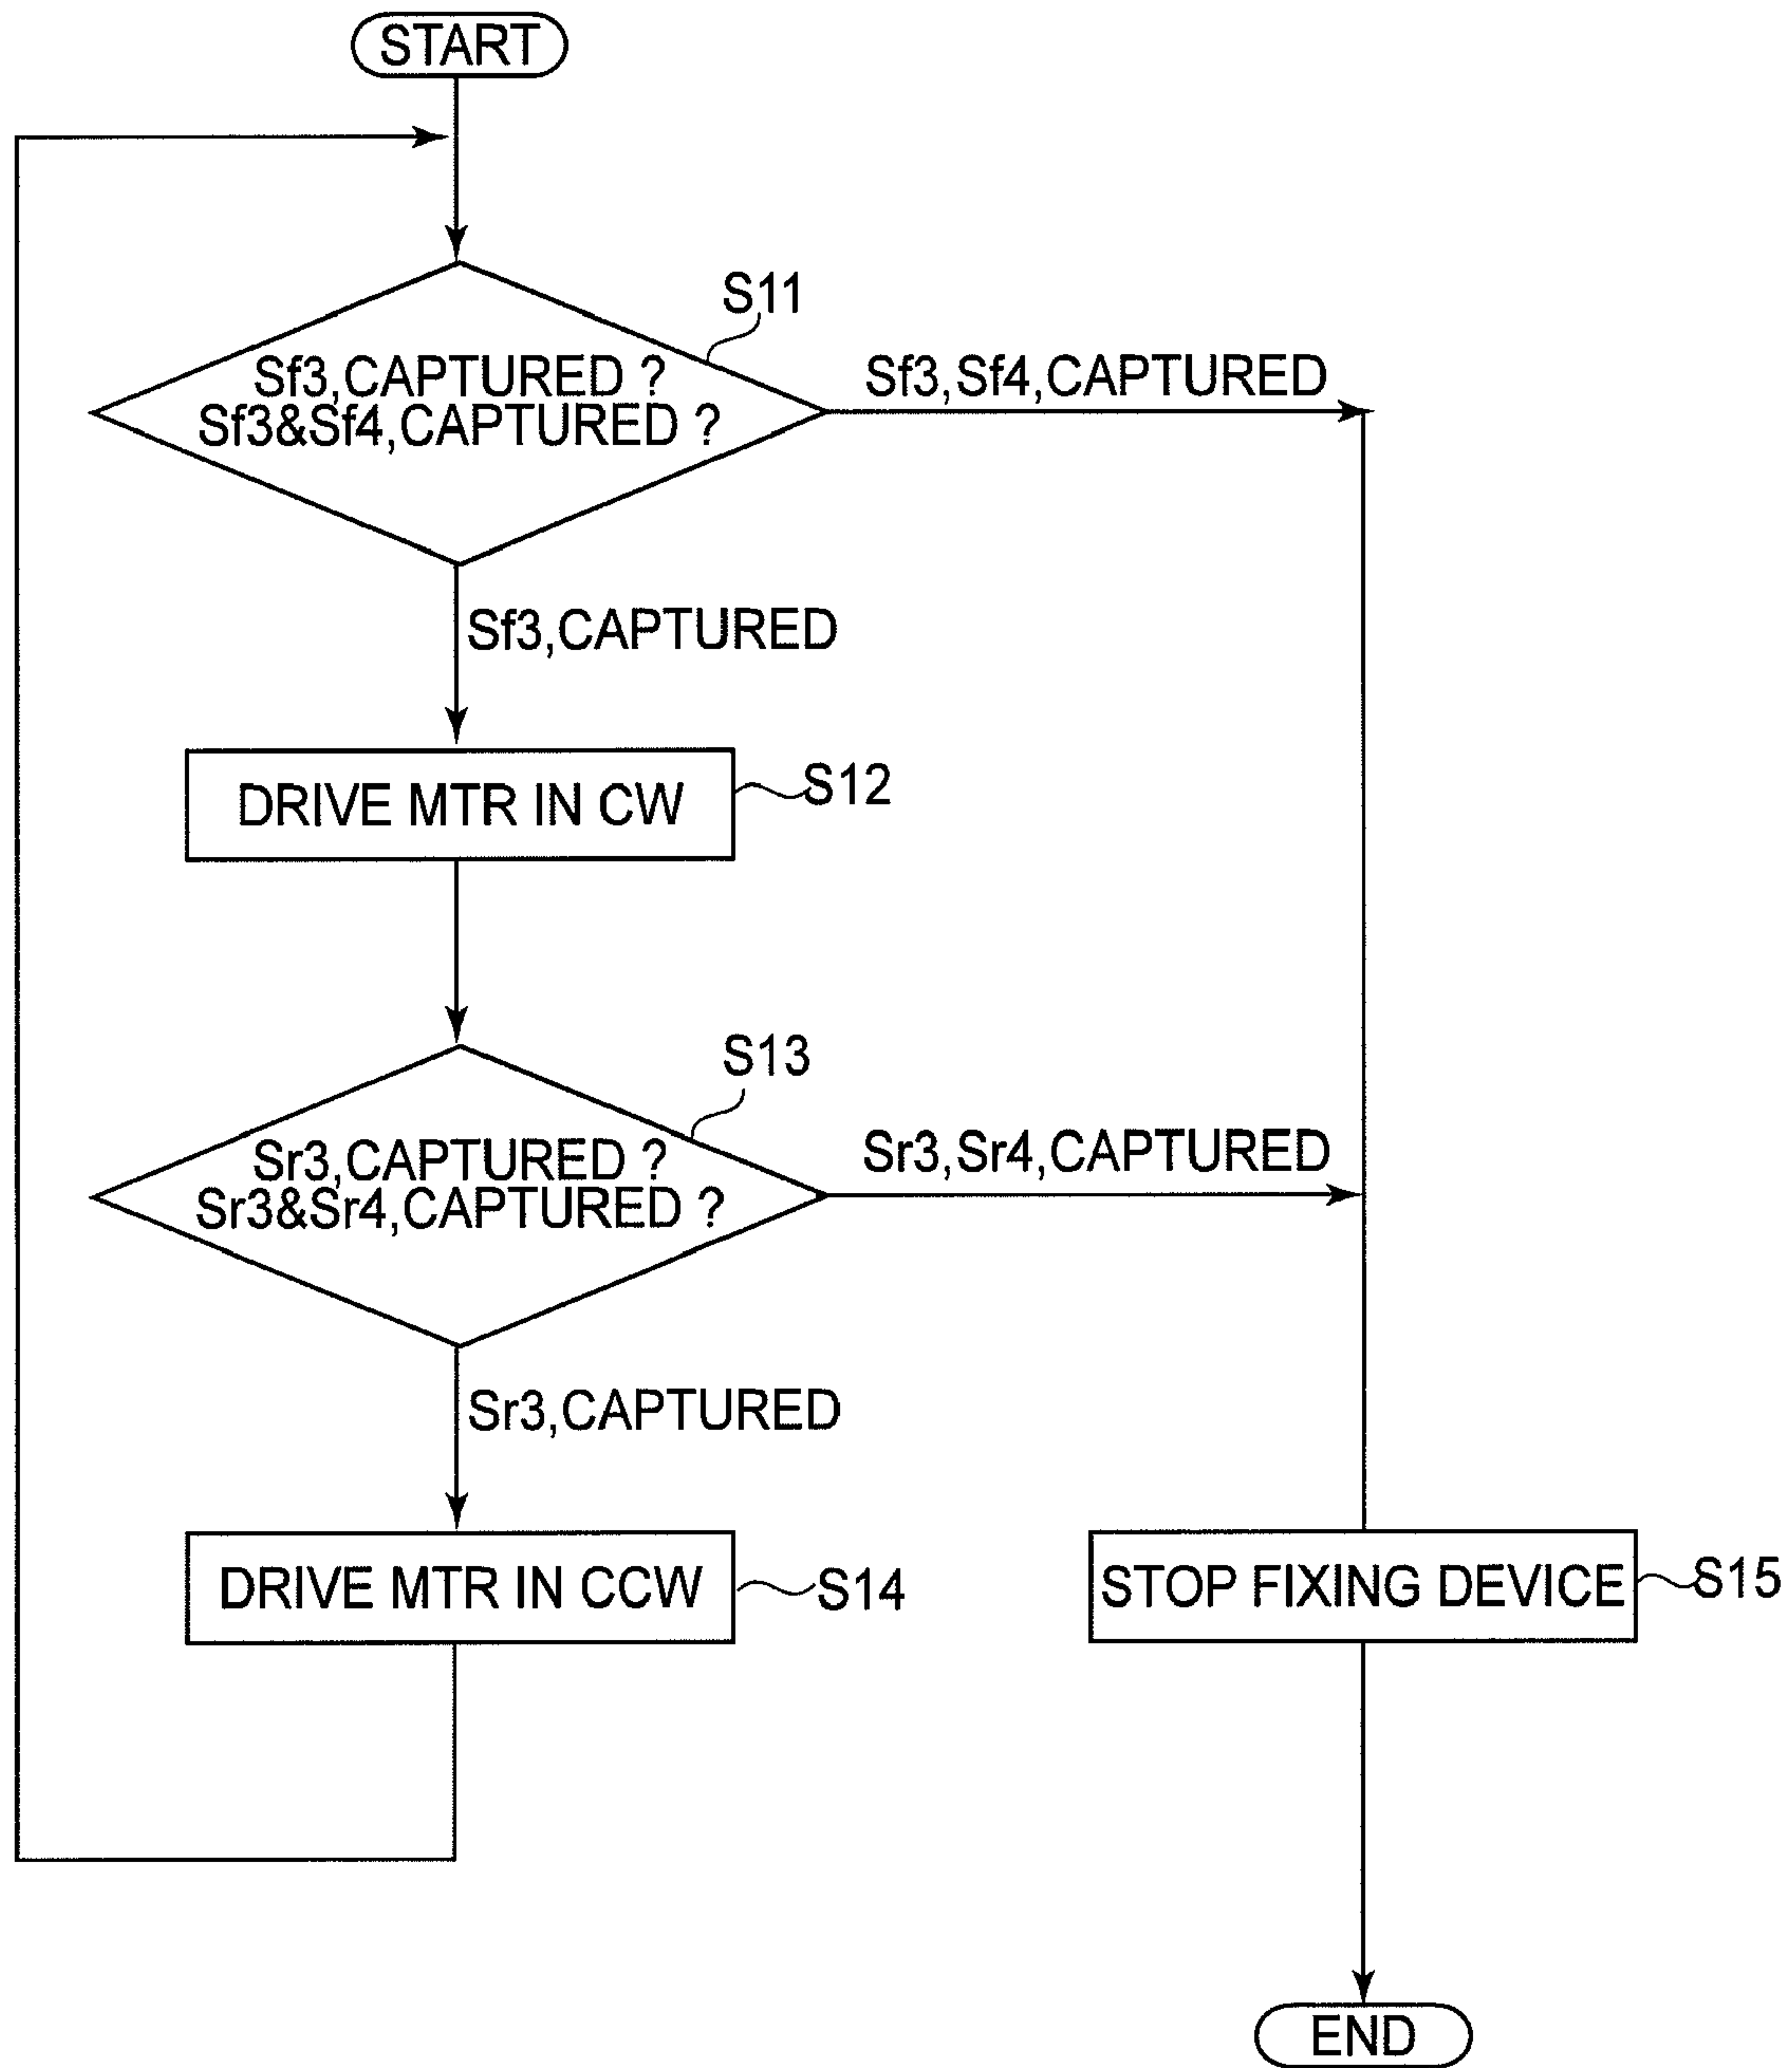 START
S11
Sf3,CAPTURED ?
Sf3&Sf4,CAPTURED ?
Sf3,Sf4,CAPTURED
Sf3,CAPTURED
DRIVE MTR IN CW
S12
S13
Sr3,CAPTURED ?
Sr3&Sr4,CAPTURED ?
Sr3,Sr4,CAPTURED
Sr3,CAPTURED
DRIVE MTR IN CCW
S14
STOP FIXING DEVICE
S15
END